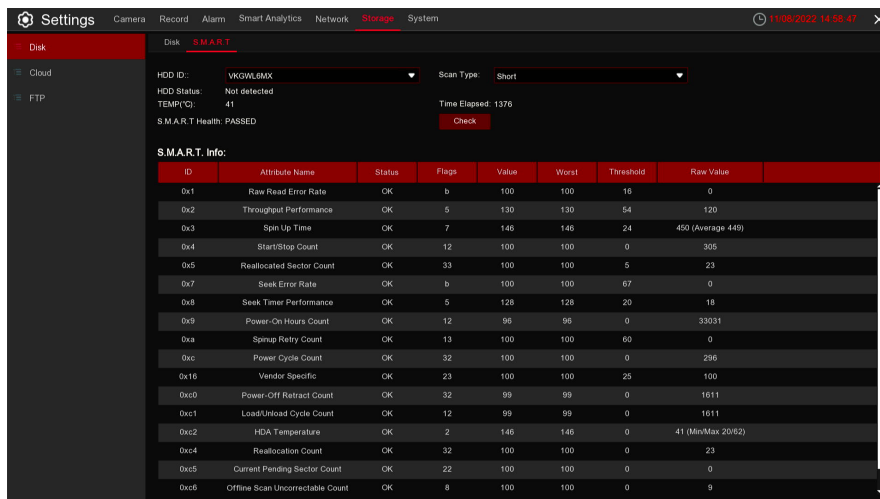 Settings Camera Record Alarm Smart Analytics Network Storage System 11/08/2022 14:58:47
Disk
Cloud
FTP
Disk S.M.A.R.T
HDD ID:: VKGWL6MX Scan Type: Short
HDD Status: Not detected
TEMP(°C): 41 Time Elapsed: 1376
S.M.A.R.T Health: PASSED Check
S.M.A.R.T. Info:
ID Attribute Name Status Flags Value Worst Threshold Raw Value
0x1 Raw Read Error Rate OK b 100 100 16 0
0x2 Throughput Performance OK 5 130 130 54 120
0x3 Spin Up Time OK 7 146 146 24 450 (Average 449)
0x4 Start/Stop Count OK 12 100 100 0 305
0x5 Reallocated Sector Count OK 33 100 100 5 23
0x7 Seek Error Rate OK b 100 100 67 0
0x8 Seek Timer Performance OK 5 128 128 20 18
0x9 Power-On Hours Count OK 12 96 96 0 33031
0xa Spinup Retry Count OK 13 100 100 60 0
0xc Power Cycle Count OK 32 100 100 0 296
0x16 Vendor Specific OK 23 100 100 25 100
0xc0 Power-Off Retract Count OK 32 99 99 0 1611
0xc1 Load/Unload Cycle Count OK 12 99 99 0 1611
0xc2 HDA Temperature OK 2 146 146 0 41 (Min/Max 20/62)
0xc4 Reallocation Count OK 32 100 100 0 23
0xc5 Current Pending Sector Count OK 22 100 100 0 0
0xc6 Offline Scan Uncorrectable Count OK 8 100 100 0 9